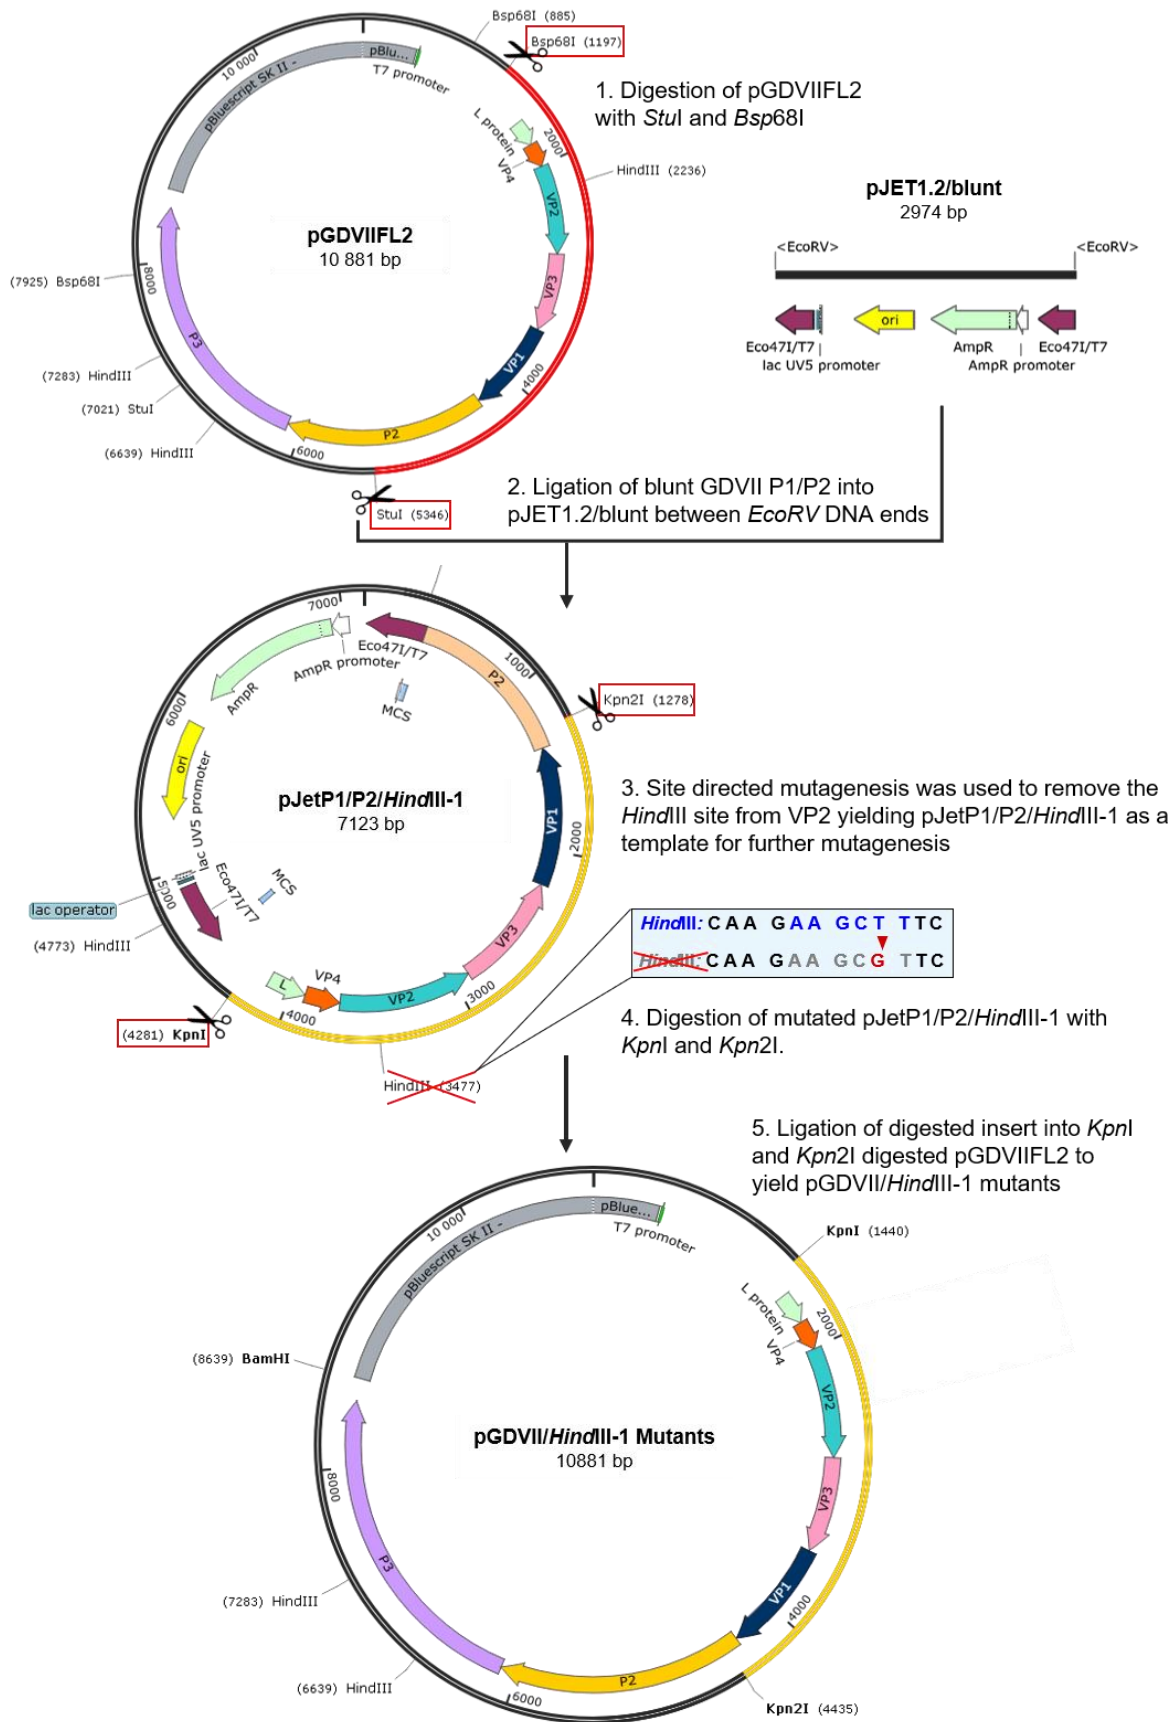 Bsp68I (885)
Bsp68I (1197)
10 000
pBlu...
pBluescript SK II -
T7 promoter
1. Digestion of pGDVIIFL2
with StuI and Bsp68I
L protein
2000
VP4
HindIII (2236)
VP2
pGDVIIFL2
10 881 bp
pJET1.2/blunt
2974 bp
<EcoRV>
<EcoRV>
(7925) Bsp68I
8000
VP3
P3
ori
Eco47I/T7
AmpR
Eco47I/T7
lac UV5 promoter
AmpR promoter
VP1
4000
(7283) HindIII
(7021) StuI
P2
(6639) HindIII
6000
2. Ligation of blunt GDVII P1/P2 into
pJET1.2/blunt between EcoRV DNA ends
StuI (5346)
7000
Eco47I/T7
AmpR promoter
AmpR
P2
1000
MCS
Kpn2I (1278)
6000
ori
lac UV5 promoter
pJetP1/P2/HindIII-1
7123 bp
VP1
2000
3. Site directed mutagenesis was used to remove the
HindIII site from VP2 yielding pJetP1/P2/HindIII-1 as a
template for further mutagenesis
5000
Eco47I/T7
MCS
lac operator
(4773) HindIII
VP3
HindIII: CAA GAA GCT TTC
HindIII: CAA GAA GCG TTC
L
VP4
VP2
3000
4000
(4281) KpnI
4. Digestion of mutated pJetP1/P2/HindIII-1 with
KpnI and Kpn2I.
HindIII (3477)
5. Ligation of digested insert into KpnI
and Kpn2I digested pGDVIIFL2 to
yield pGDVII/HindIII-1 mutants
10 000
pBlue...
pBluescript SK II -
T7 promoter
KpnI (1440)
L protein
2000
VP4
(8639) BamHI
VP2
pGDVII/HindIII-1 Mutants
10881 bp
8000
VP3
P3
VP1
(7283) HindIII
4000
P2
(6639) HindIII
6000
Kpn2I (4435)